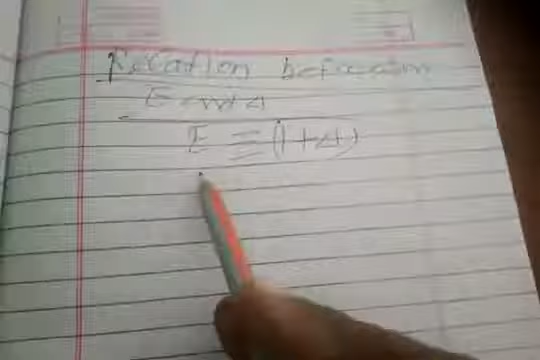 Relation between
E and Δ
E ≡ (1+Δ)